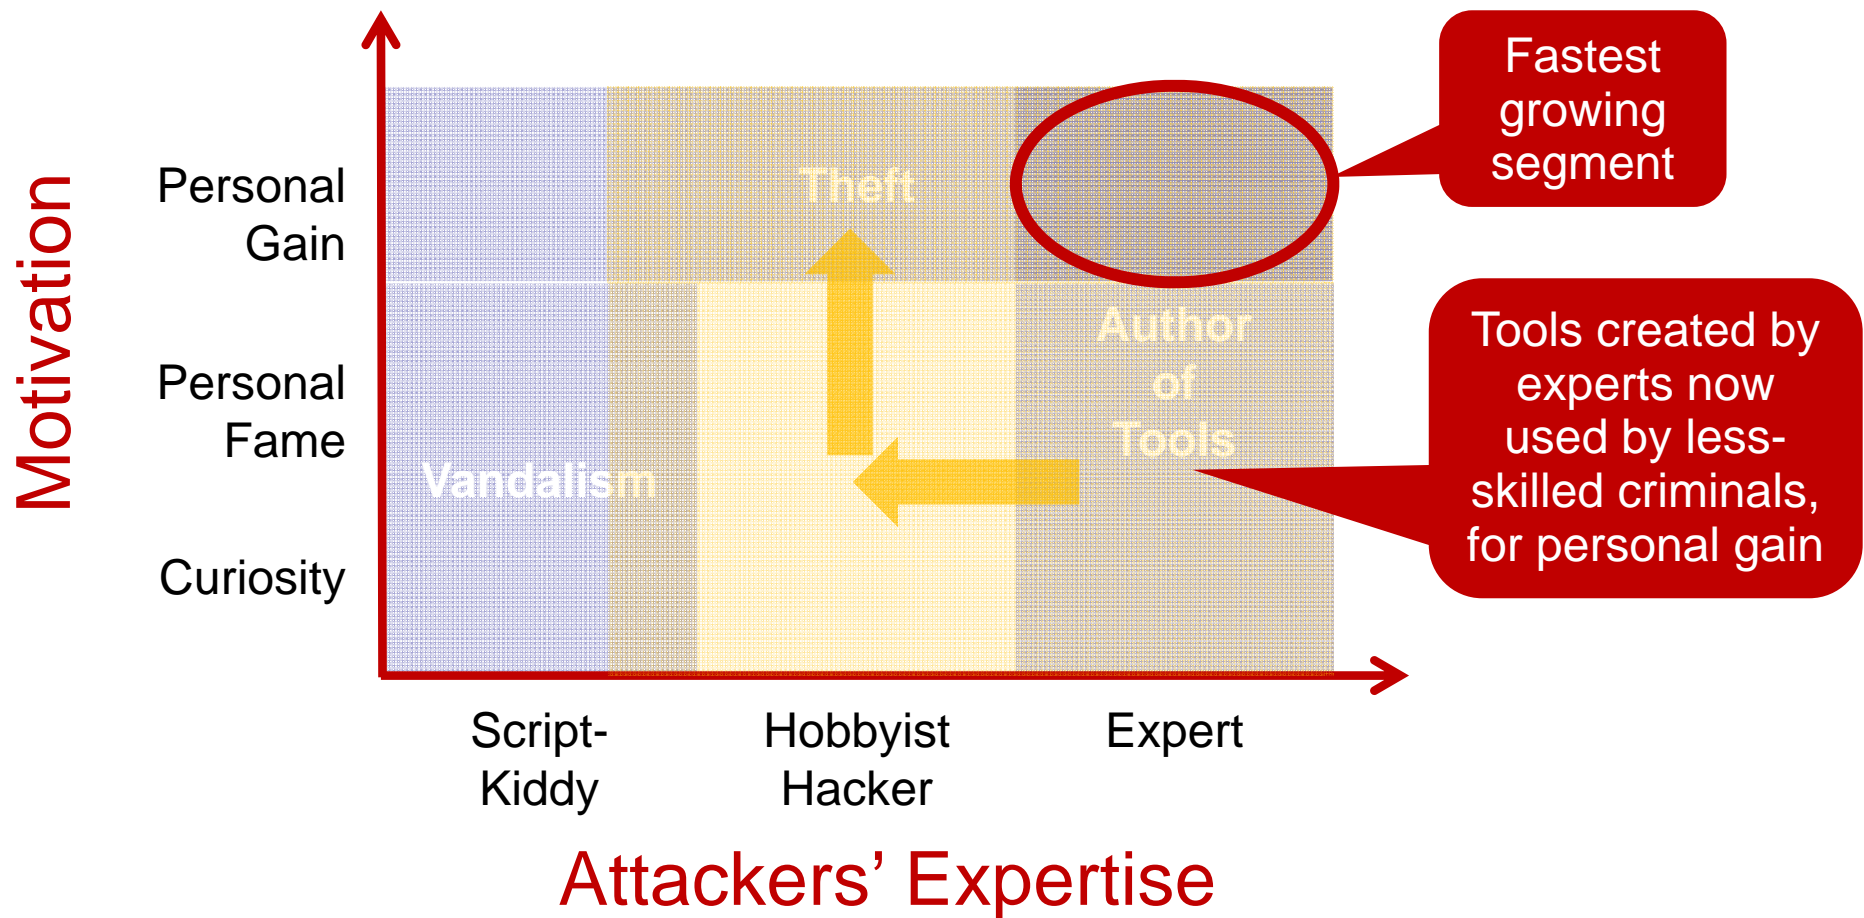 Motivation
Personal
Gain
Personal
Fame
Curiosity
Theft
Vandalism
Author
of
Tools
Fastest
growing
segment
Tools created by
experts now
used by less-
skilled criminals,
for personal gain
Script-
Kiddy
Hobbyist
Hacker
Expert
Attackers’ Expertise